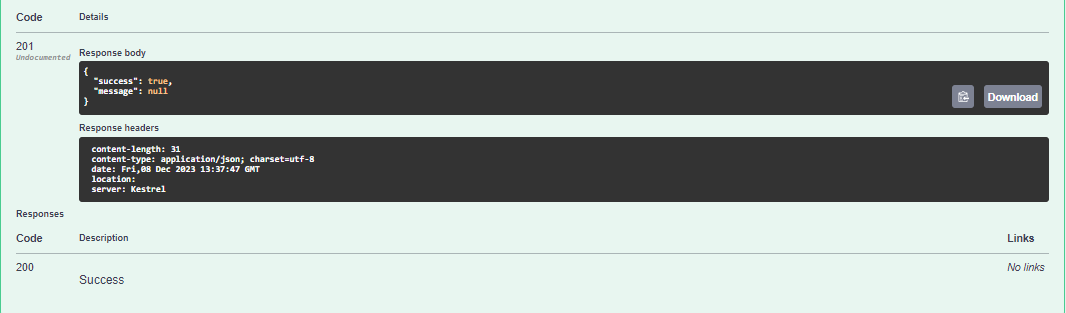 Code Details
201
Undocumented
Response body
{
  "success": true,
  "message": null
}
Download
Response headers
content-length: 31
content-type: application/json; charset=utf-8
date: Fri,08 Dec 2023 13:37:47 GMT
location:
server: Kestrel
Responses
Code Description Links
200 No links
Success